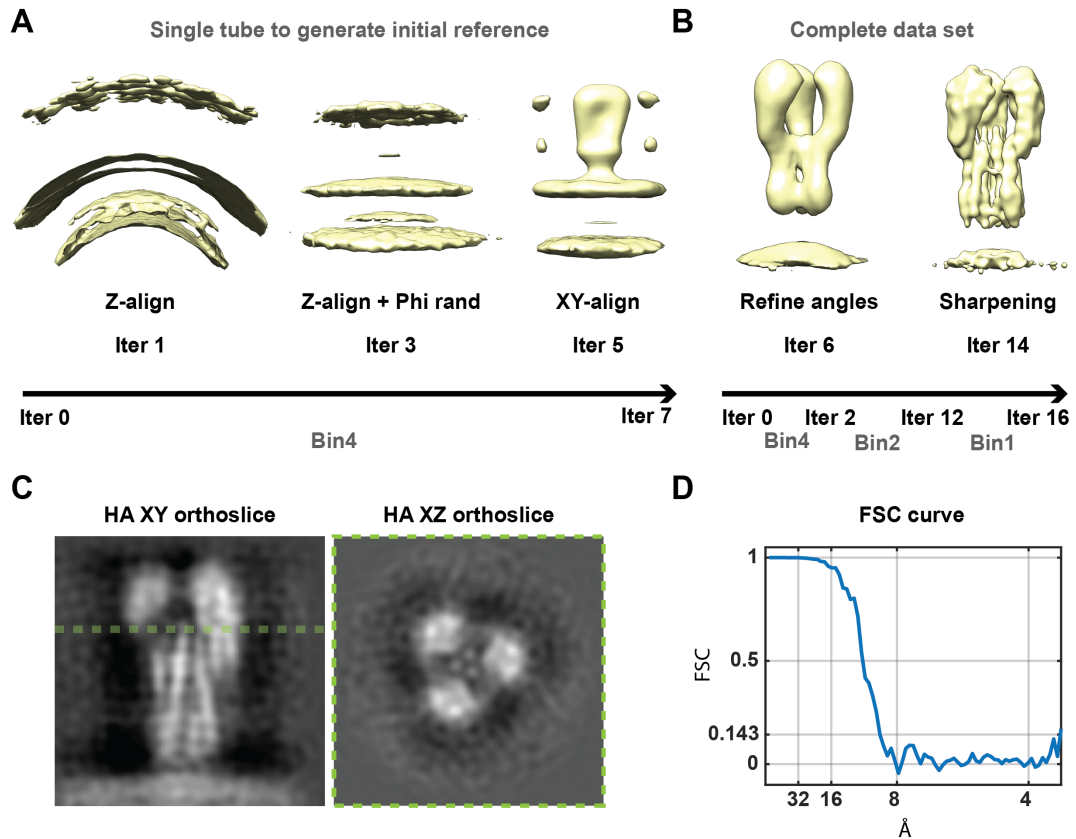 A
Single tube to generate initial reference
Z-align
Z-align + Phi rand
XY-align
Iter 1
Iter 3
Iter 5
Iter 0
Iter 7
Bin4
B
Complete data set
Refine angles
Sharpening
Iter 6
Iter 14
Iter 0
Iter 2
Iter 12
Iter 16
Bin4
Bin2
Bin1
C
HA XY orthoslice
HA XZ orthoslice
D
FSC curve
1
0.5
0.143
0
FSC
32
16
8
4
Å